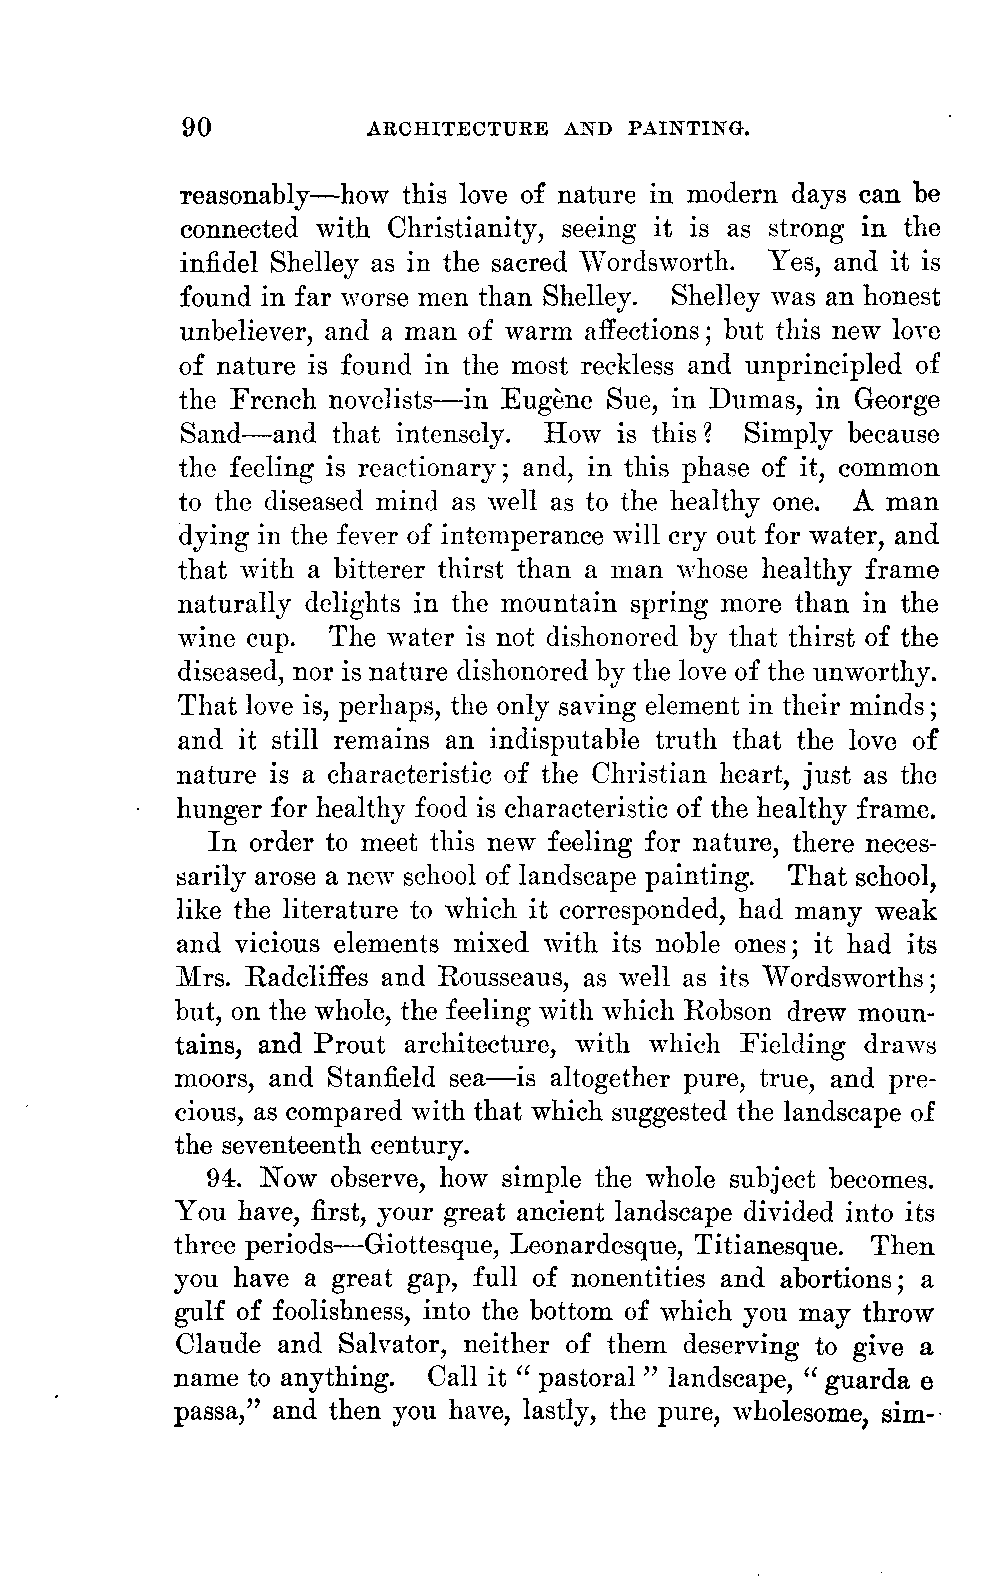 90 ARCHITECTURE AND PAINTING.
reasonably—how this love of nature in modern days can be
connected with Christianity, seeing it is as strong in the
infidel Shelley as in the sacred Wordsworth. Yes, and it is
found in far worse men than Shelley. Shelley was an honest
unbeliever, and a man of warm affections; but this new love
of nature is found in the most reckless and unprincipled of
the French novelists—in Eugène Sue, in Dumas, in George
Sand—and that intensely. How is this? Simply because
the feeling is reactionary; and, in this phase of it, common
to the diseased mind as well as to the healthy one. A man
dying in the fever of intemperance will cry out for water, and
that with a bitterer thirst than a man whose healthy frame
naturally delights in the mountain spring more than in the
wine cup. The water is not dishonored by that thirst of the
diseased, nor is nature dishonored by the love of the unworthy.
That love is, perhaps, the only saving element in their minds;
and it still remains an indisputable truth that the love of
nature is a characteristic of the Christian heart, just as the
hunger for healthy food is characteristic of the healthy frame.
In order to meet this new feeling for nature, there neces-
sarily arose a new school of landscape painting. That school,
like the literature to which it corresponded, had many weak
and vicious elements mixed with its noble ones; it had its
Mrs. Radcliffes and Rousseaus, as well as its Wordsworths;
but, on the whole, the feeling with which Robson drew moun-
tains, and Prout architecture, with which Fielding draws
moors, and Stanfield sea—is altogether pure, true, and pre-
cious, as compared with that which suggested the landscape of
the seventeenth century.
94. Now observe, how simple the whole subject becomes.
You have, first, your great ancient landscape divided into its
three periods—Giottesque, Leonardesque, Titianesque. Then
you have a great gap, full of nonentities and abortions; a
gulf of foolishness, into the bottom of which you may throw
Claude and Salvator, neither of them deserving to give a
name to anything. Call it " pastoral " landscape, " guarda e
passa," and then you have, lastly, the pure, wholesome, sim-